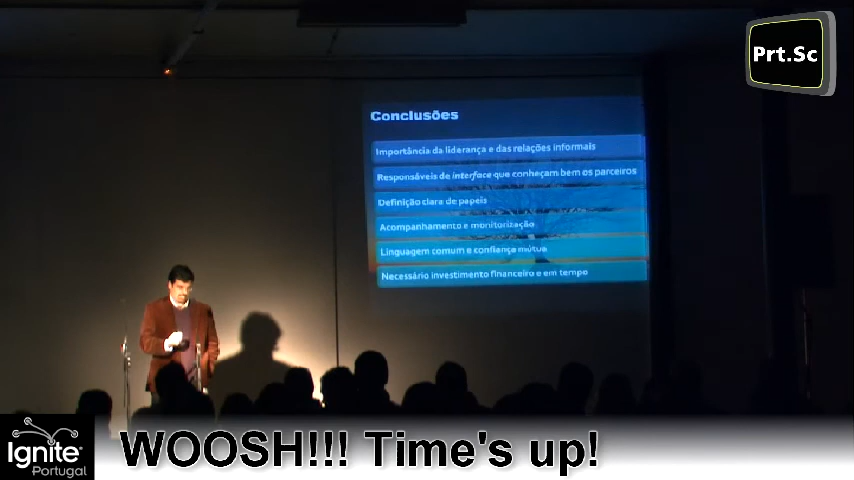 Prt.Sc
Conclusões
Importância da liderança e das relações informais
Responsáveis de interface que conheçam bem os parceiros
Definição clara de papeis
Acompanhamento e monitorização
Linguagem comum e confiança mútua
Necessário investimento financeiro e em tempo
Ignite
Portugal
WOOSH!!! Time's up!